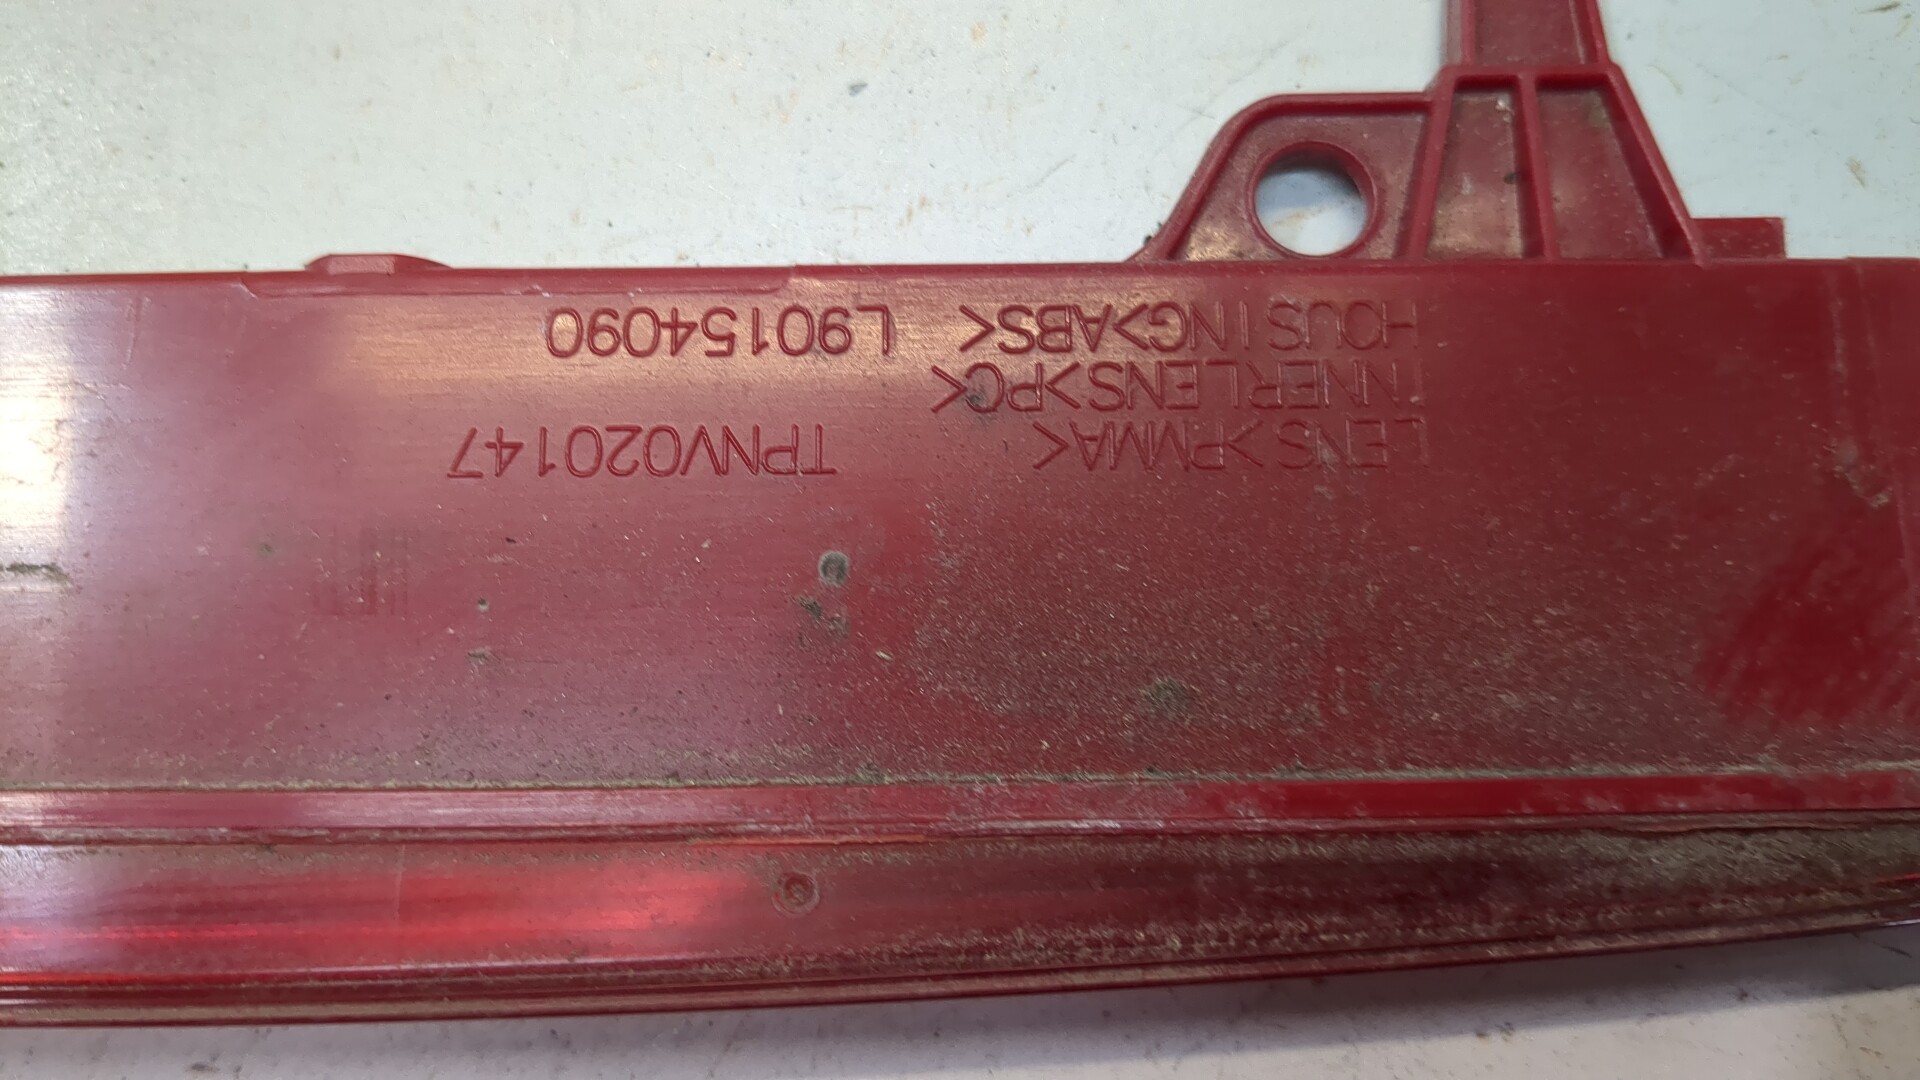 LENS>PMMA< TPNV020147
INNERLENS>PC<
HOUSING>ABS< L90154090